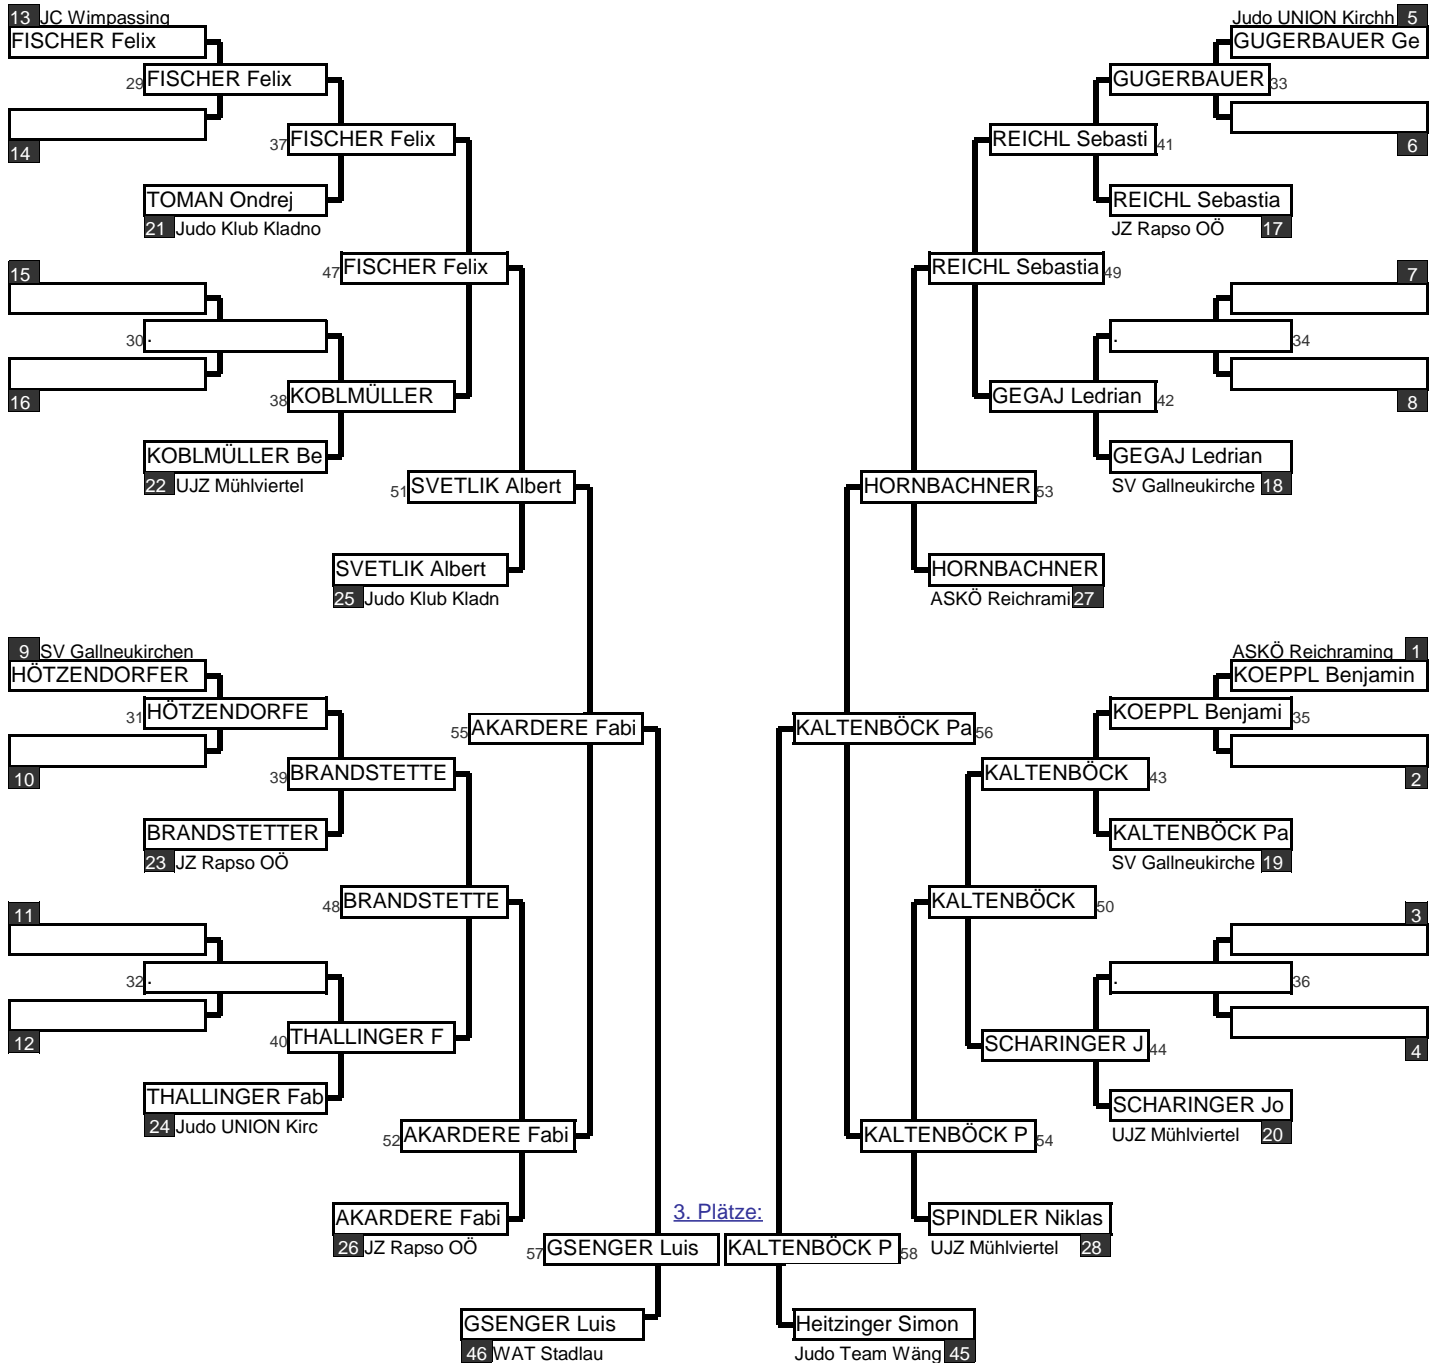 13 JC Wimpassing
FISCHER Felix
29 FISCHER Felix
14
37 FISCHER Felix
TOMAN Ondrej
21 Judo Klub Kladno
15
47 FISCHER Felix
30 .
16
38 KOBLMÜLLER
KOBLMÜLLER Be
22 UJZ Mühlviertel
51 SVETLIK Albert
SVETLIK Albert
25 Judo Klub Kladn
9 SV Gallneukirchen
HÖTZENDORFER
31 HÖTZENDORFE
10
55 AKARDERE Fabi
39 BRANDSTETTE
BRANDSTETTER
23 JZ Rapso OÖ
11
48 BRANDSTETTE
32 .
12
40 THALLINGER F
THALLINGER Fab
24 Judo UNION Kirc
52 AKARDERE Fabi
AKARDERE Fabi
26 JZ Rapso OÖ
57 GSENGER Luis
GSENGER Luis
46 WAT Stadlau
3. Plätze:
Judo UNION Kirchh 5
GUGERBAUER Ge
GUGERBAUER 33
6
REICHL Sebasti 41
REICHL Sebastia
JZ Rapso OÖ 17
REICHL Sebastia 49
7
. 34
8
GEGAJ Ledrian 42
GEGAJ Ledrian
SV Gallneukirche 18
HORNBACHNER 53
HORNBACHNER
ASKÖ Reichrami 27
ASKÖ Reichraming 1
KOEPPL Benjamin
KOEPPL Benjami 35
2
KALTENBÖCK Pa 56
KALTENBÖCK 43
KALTENBÖCK Pa
SV Gallneukirche 19
KALTENBÖCK 50
3
. 36
4
SCHARINGER J 44
SCHARINGER Jo
UJZ Mühlviertel 20
KALTENBÖCK P 54
SPINDLER Niklas
UJZ Mühlviertel 28
KALTENBÖCK P 58
Heitzinger Simon
Judo Team Wäng 45